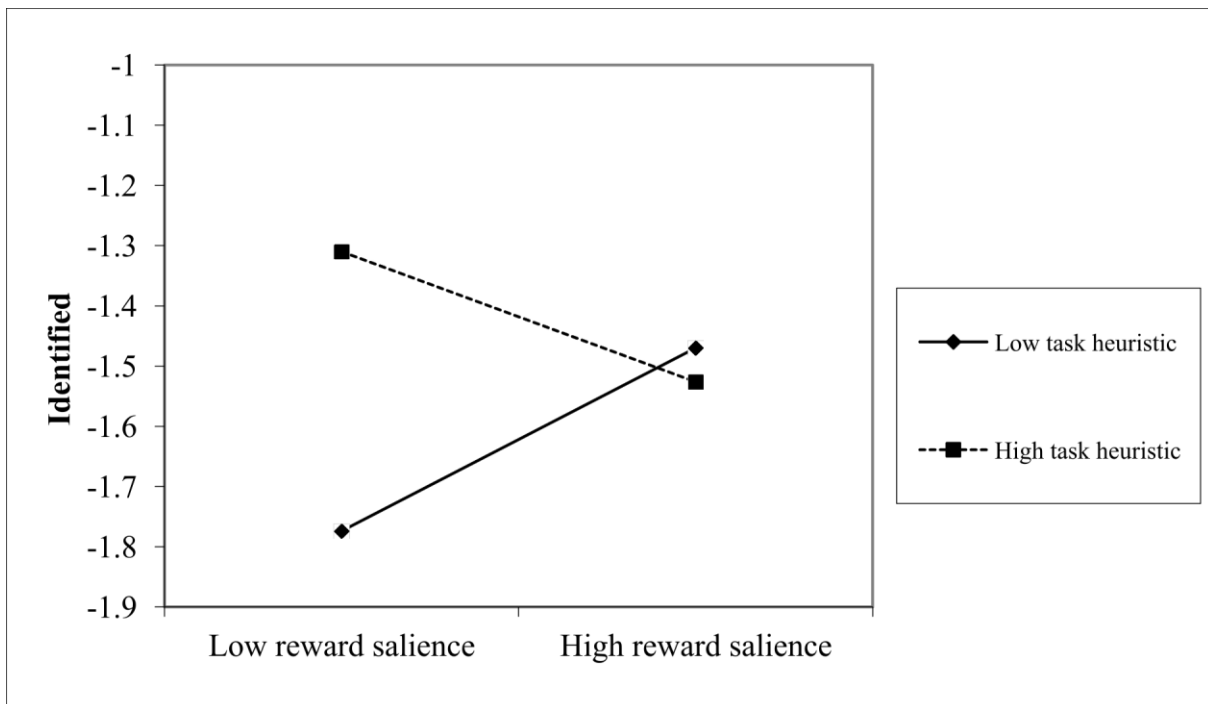 -1
-1.1
-1.2
-1.3
-1.4
-1.5
-1.6
-1.7
-1.8
-1.9
Identified
Low reward salience
High reward salience
Low task heuristic
High task heuristic